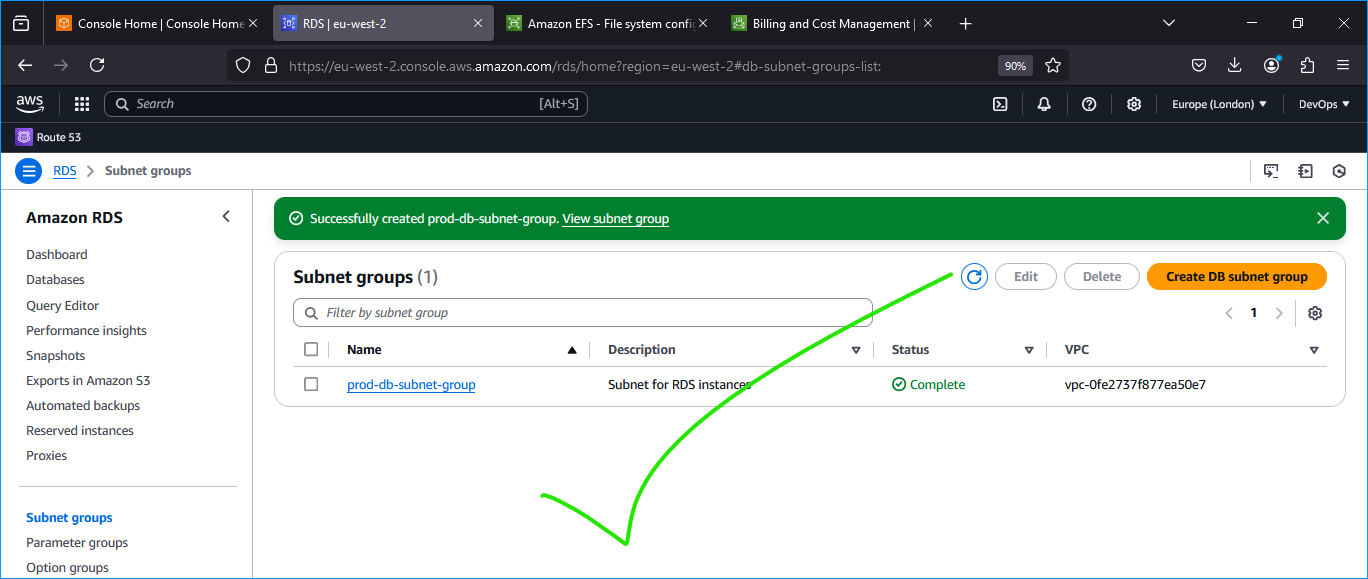 Console Home | Console Home
RDS | eu-west-2
Amazon EFS - File system confi
Billing and Cost Management |
https://eu-west-2.console.aws.amazon.com/rds/home?region=eu-west-2#db-subnet-groups-list:
90%
aws
Search
[Alt+S]
Europe (London)
DevOps
Route 53
RDS
Subnet groups
Amazon RDS
Dashboard
Databases
Query Editor
Performance insights
Snapshots
Exports in Amazon S3
Automated backups
Reserved instances
Proxies
Subnet groups
Parameter groups
Option groups
Successfully created prod-db-subnet-group. View subnet group
Subnet groups (1)
Edit
Delete
Create DB subnet group
Filter by subnet group
1
Name Description Status VPC
prod-db-subnet-group Subnet for RDS instances Complete vpc-0fe2737f877ea50e7